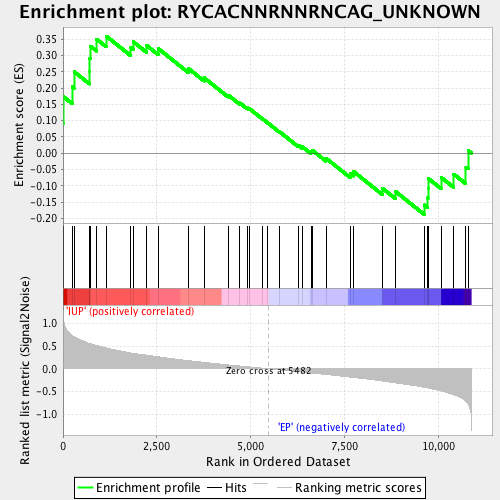 Enrichment plot: RYCACNNRNNRNCAG_UNKNOWN
Enrichment score (ES)
0.35
0.30
0.25
0.20
0.15
0.10
0.05
0.00
-0.05
-0.10
-0.15
-0.20
Ranked list metric (Signal2Noise)
1.0
0.5
0.0
-0.5
-1.0
'IUP' (positively correlated)
Zero cross at 5482
'EP' (negatively correlated)
0
2,500
5,000
7,500
10,000
Rank in Ordered Dataset
Enrichment profile
Hits
Ranking metric scores